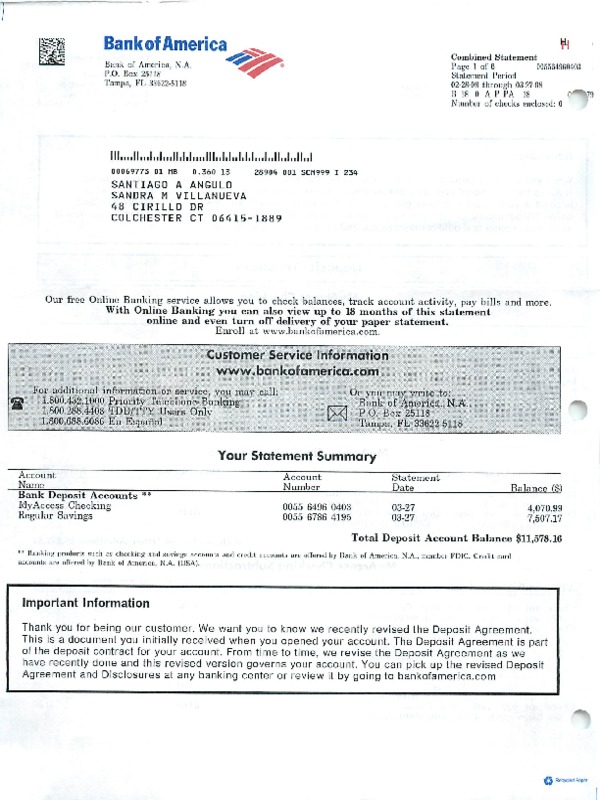 Bank of America
Bank of America, N.A.
P.O. Box 25118
Tampa, FL 33622-5118
H
Combined Statement
Page 1 of 6
Statement Period
02-28-08 through 03-27-08
Number of checks enclosed: 0
00069775 01 MB 0.360 13 28904 001 SCM999 I 234
SANTIAGO A ANGULO
SANDRA M VILLANUEVA
48 CIRILLO DR
COLCHESTER CT 06415-1889
Our free Online Banking service allows you to check balances, track account activity, pay bills and more.
With Online Banking you can also view up to 18 months of this statement
online and even turn off delivery of your paper statement.
Enroll at www.bankofamerica.com.
Customer Service Information
www.bankofamerica.com
For additional information or service, you may call:
1.800.432.1000 Priority Telephone Banking
1.800.288.4408 TDD/TTY Users Only
1.800.688.6086 En Español
Or you may write to:
Bank of America, N.A.
P.O. Box 25118
Tampa, FL 33622-5118
Your Statement Summary
Account Name Account Number Statement Date Balance ($)
Bank Deposit Accounts **
MyAccess Checking 0055 6496 0403 03-27 4,070.99
Regular Savings 0055 6786 4195 03-27 7,507.17
Total Deposit Account Balance $11,578.16
** Banking products such as checking and savings accounts and credit accounts are offered by Bank of America, N.A., member FDIC. Credit card
accounts are offered by Bank of America, N.A. (USA).
Important Information
Thank you for being our customer. We want you to know we recently revised the Deposit Agreement.
This is a document you initially received when you opened your account. The Deposit Agreement is part
of the deposit contract for your account. From time to time, we revise the Deposit Agreement as we
have recently done and this revised version governs your account. You can pick up the revised Deposit
Agreement and Disclosures at any banking center or review it by going to bankofamerica.com
Recycled Paper